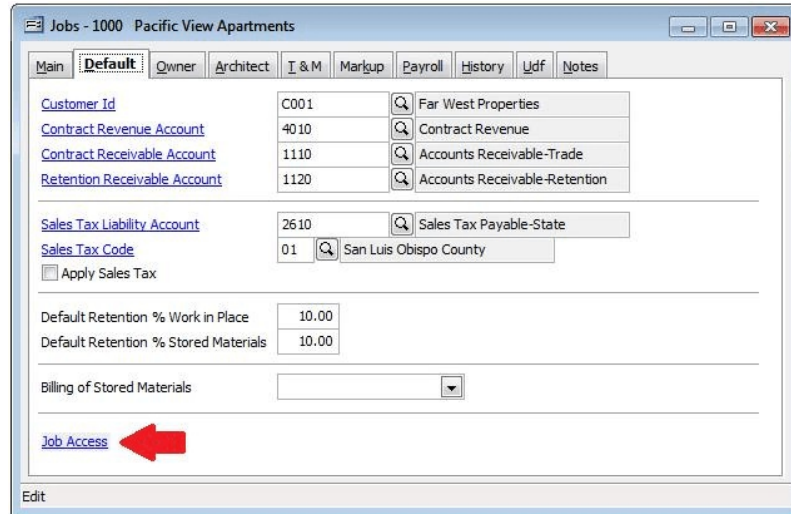 Jobs - 1000 Pacific View Apartments
Main Default Owner Architect T & M Markup Payroll History Udf Notes
Customer Id C001 Far West Properties
Contract Revenue Account 4010 Contract Revenue
Contract Receivable Account 1110 Accounts Receivable-Trade
Retention Receivable Account 1120 Accounts Receivable-Retention
Sales Tax Liability Account 2610 Sales Tax Payable-State
Sales Tax Code 01 San Luis Obispo County
Apply Sales Tax
Default Retention % Work in Place 10.00
Default Retention % Stored Materials 10.00
Billing of Stored Materials
Job Access
Edit